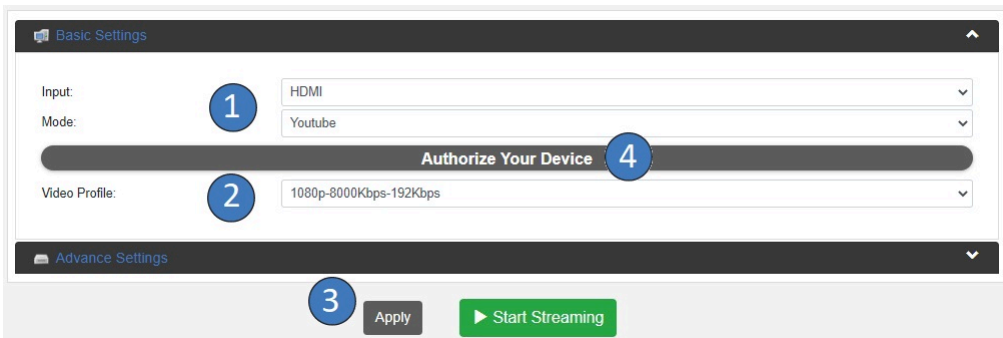 Basic Settings
Input: HDMI
1
Mode: Youtube
Authorize Your Device 4
Video Profile: 2 1080p-8000Kbps-192Kbps
Advance Settings
3 Apply Start Streaming